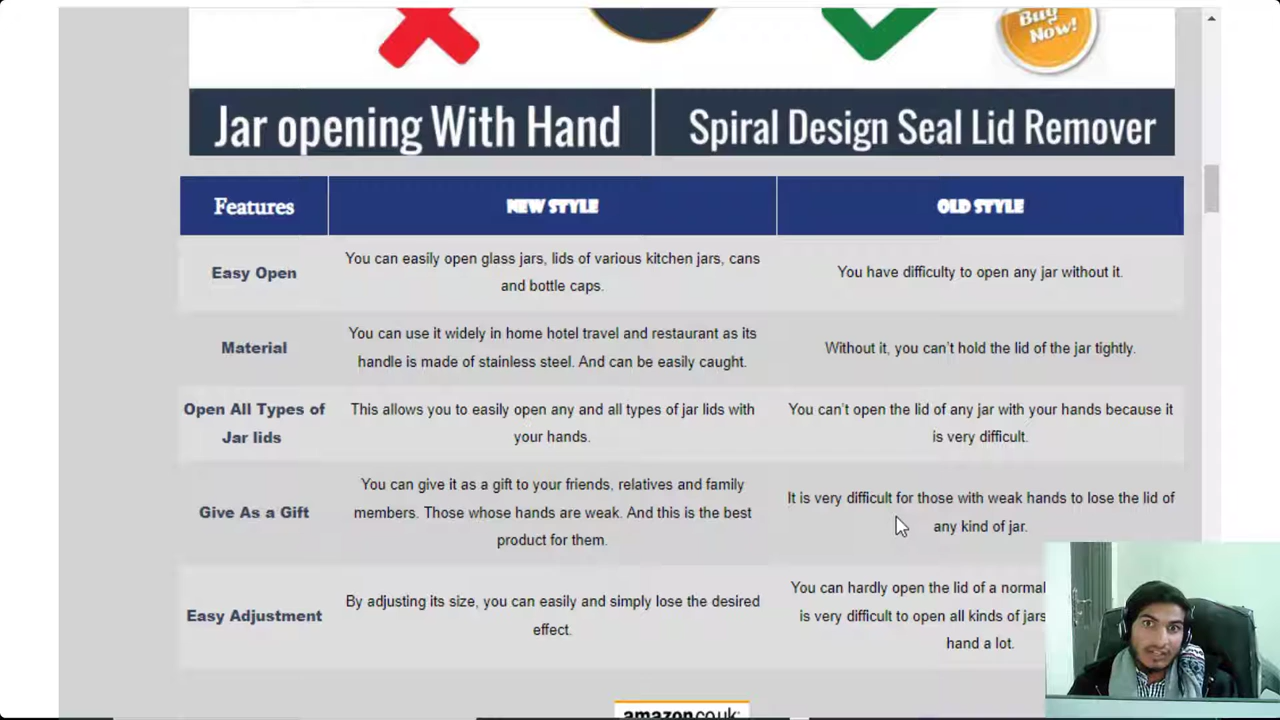 Buy
Now!
Jar opening With Hand
Spiral Design Seal Lid Remover
Features
NEW STYLE
OLD STYLE
Easy Open
You can easily open glass jars, lids of various kitchen jars, cans
and bottle caps.
You have difficulty to open any jar without it.
Material
You can use it widely in home hotel travel and restaurant as its
handle is made of stainless steel. And can be easily caught.
Without it, you can't hold the lid of the jar tightly.
Open All Types of
Jar lids
This allows you to easily open any and all types of jar lids with
your hands.
You can't open the lid of any jar with your hands because it
is very difficult.
Give As a Gift
You can give it as a gift to your friends, relatives and family
members. Those whose hands are weak. And this is the best
product for them.
It is very difficult for those with weak hands to lose the lid of
any kind of jar.
Easy Adjustment
By adjusting its size, you can easily and simply lose the desired
effect.
You can hardly open the lid of a normal
is very difficult to open all kinds of jars
hand a lot.
amazon.co.uk